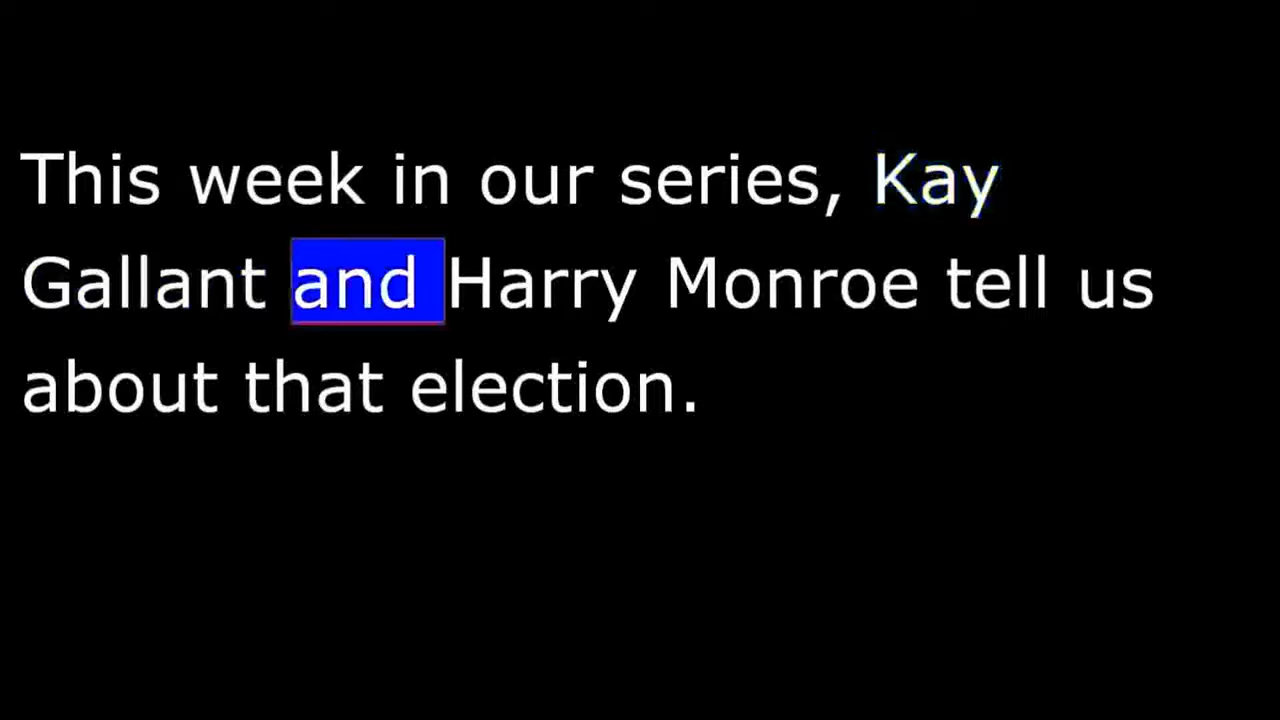 This week in our series, Kay
Gallant and Harry Monroe tell us
about that election.